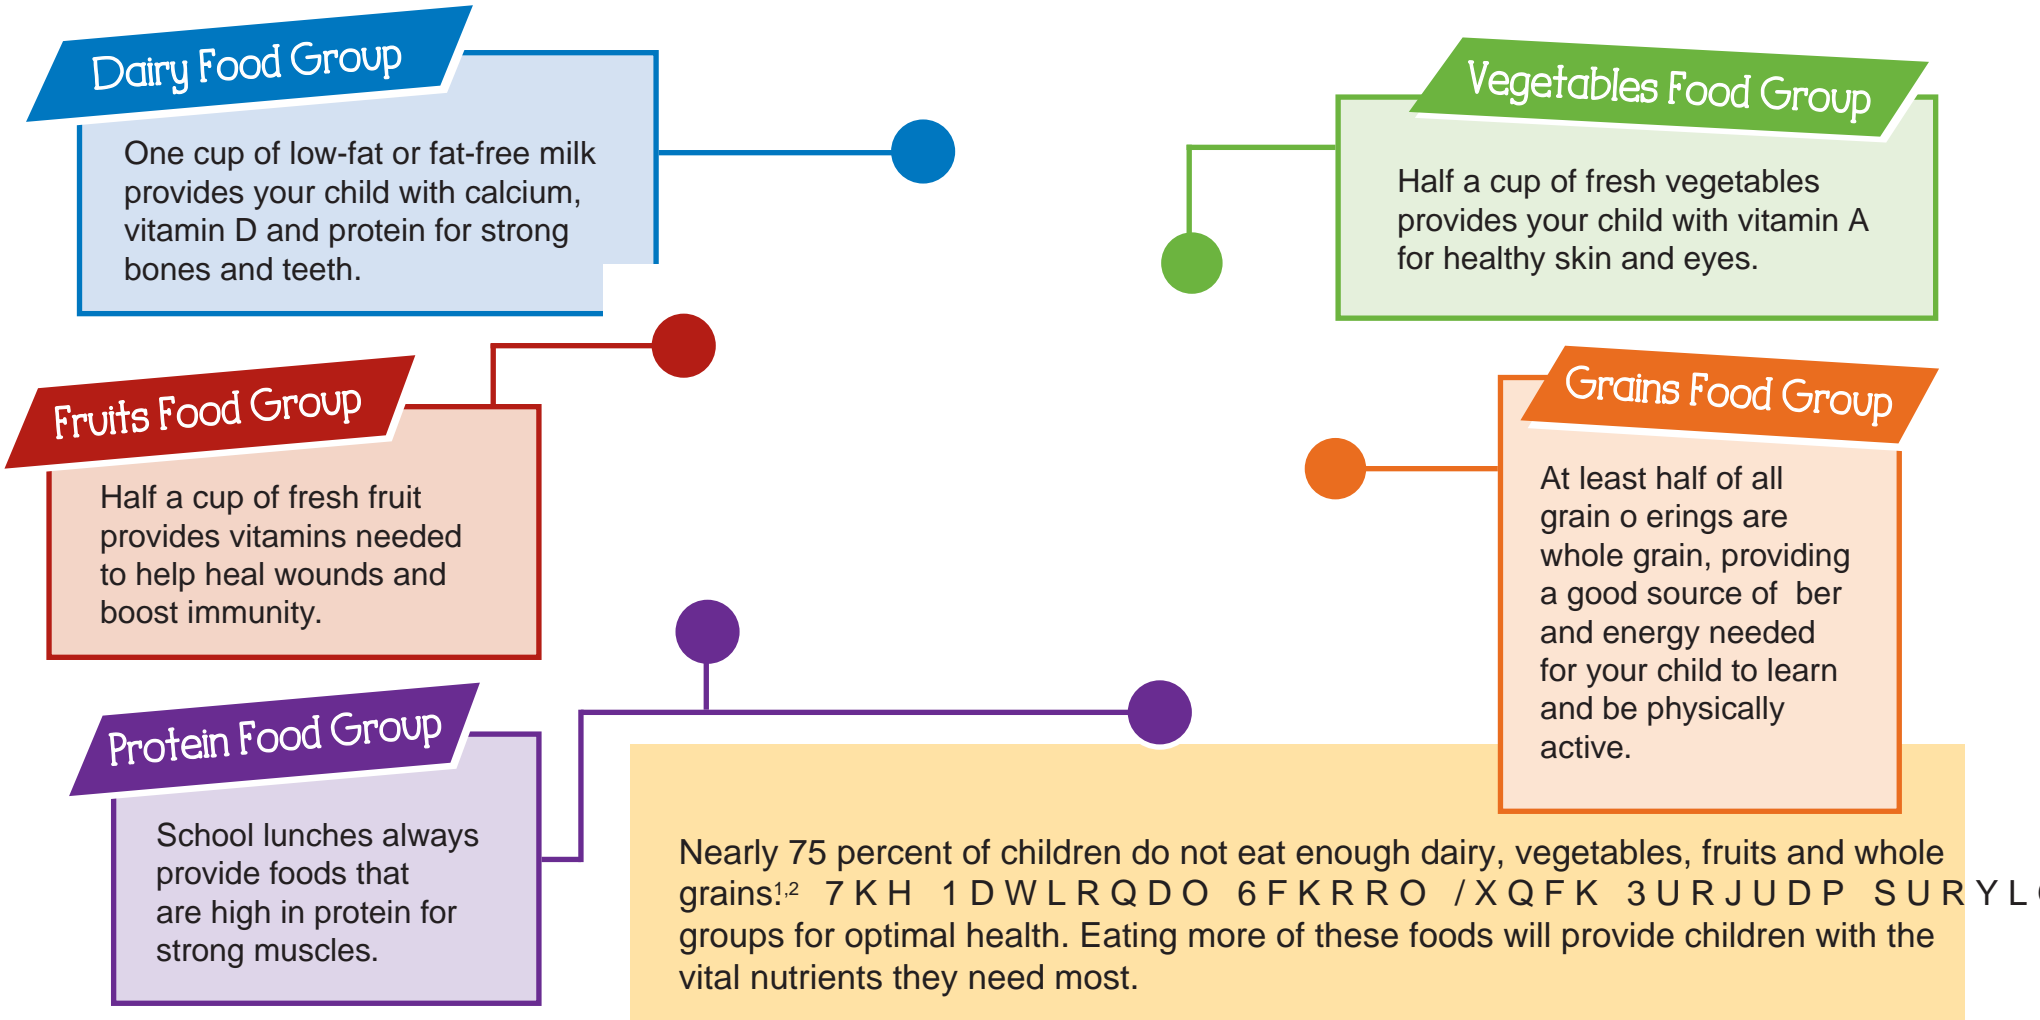 Dairy Food Group
One cup of low-fat or fat-free milk
provides your child with calcium,
vitamin D and protein for strong
bones and teeth.
Vegetables Food Group
Half a cup of fresh vegetables
provides your child with vitamin A
for healthy skin and eyes.
Fruits Food Group
Half a cup of fresh fruit
provides vitamins needed
to help heal wounds and
boost immunity.
Grains Food Group
At least half of all
grain o erings are
whole grain, providing
a good source of ber
and energy needed
for your child to learn
and be physically
active.
Protein Food Group
School lunches always
provide foods that
are high in protein for
strong muscles.
Nearly 75 percent of children do not eat enough dairy, vegetables, fruits and whole
grains.1,2 7KH 1DWLRQDO 6FKRRO /XQFK 3URJUDP SURYL
groups for optimal health. Eating more of these foods will provide children with the
vital nutrients they need most.